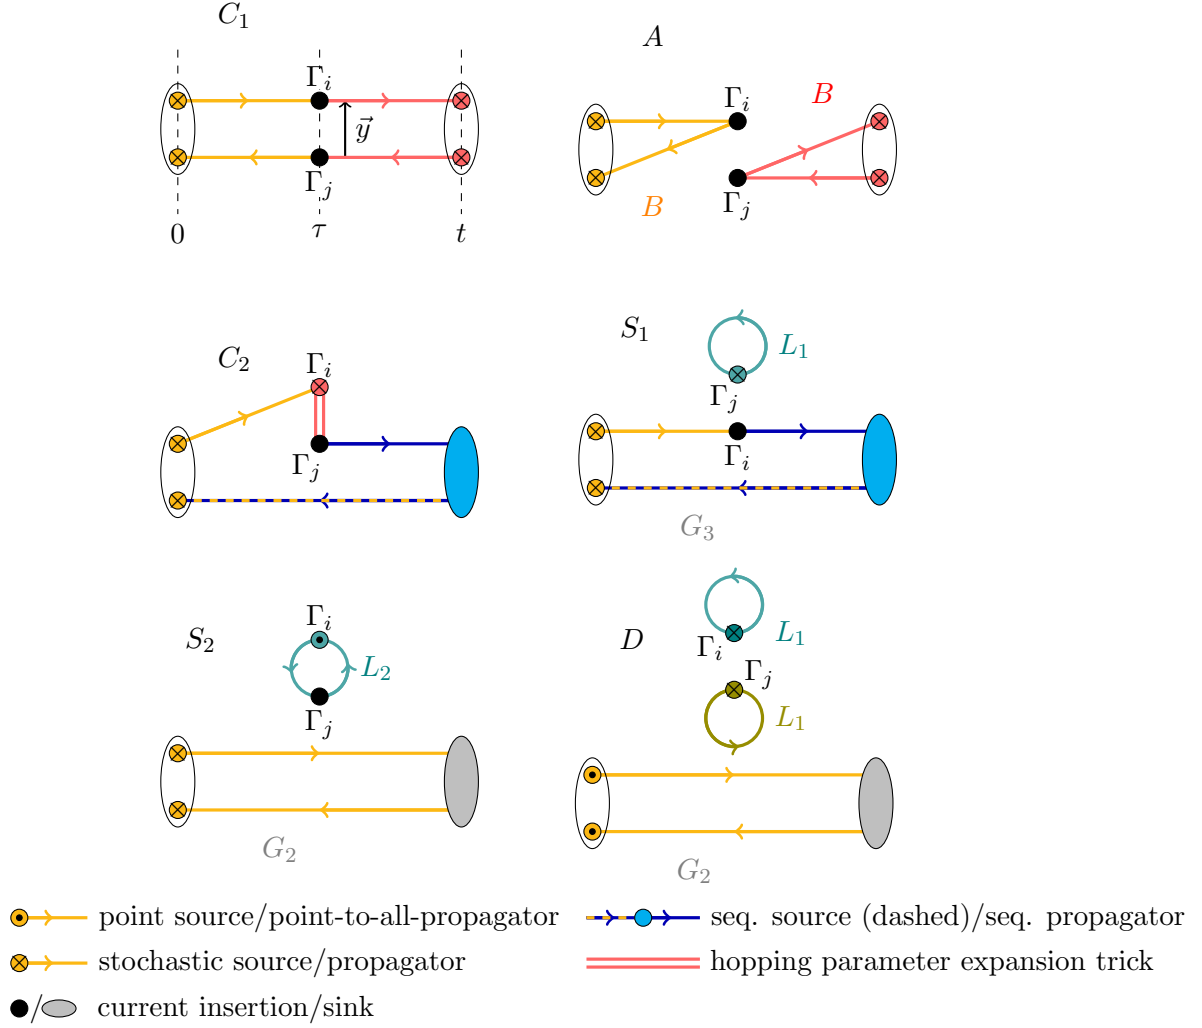 C₁
A
Γᵢ
Γᵢ
B
y⃗
Γⱼ
Γⱼ
B
0 τ t
S₁
L₁
C₂
Γᵢ
Γⱼ
Γⱼ
Γᵢ
G₃
Γᵢ
S₂
D
L₁
Γᵢ
Γⱼ
L₂
Γⱼ
L₁
G₂
G₂
point source/point-to-all-propagator
seq. source (dashed)/seq. propagator
stochastic source/propagator
hopping parameter expansion trick
/ current insertion/sink